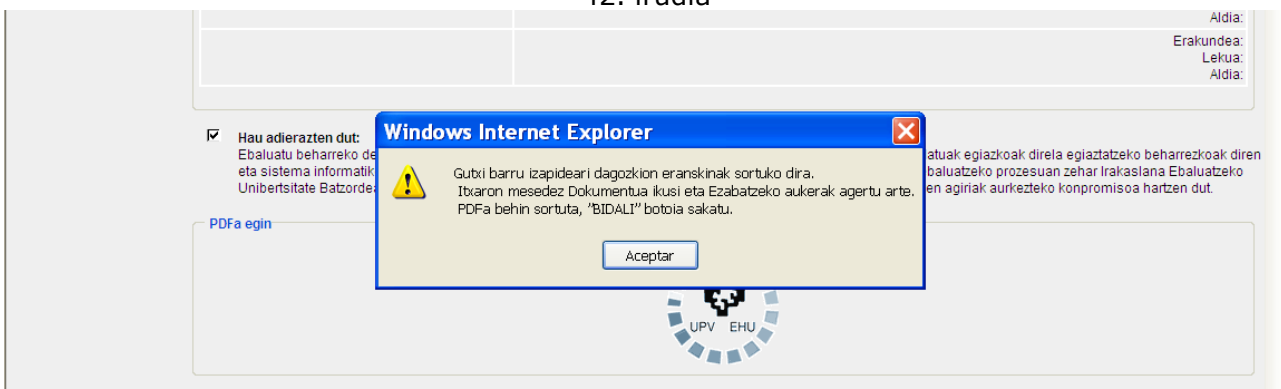 Aldia:
Erakundea:
Lekua:
Aldia:
Hau adierazten dut:
Windows Internet Explorer
Ebaluatu beharreko
atuak egiazkoak direla egiaztatzeko beharrezkoak diren
eta sistema
baluatzeko prozesuan zehar Irakaslana Ebaluatzeko
Unibertsitate
en agiriak aurkezteko konpromisoa hartzen dut.
Gutxi barru izapideari dagozkion eranskinak sortuko dira.
Itxaron mesedez Dokumentua ikusi eta Ezabatzeko aukerak agertu arte.
PDFa behin sortuta, "BIDALI" botoia sakatu.
Aceptar
PDFa egin
UPV EHU